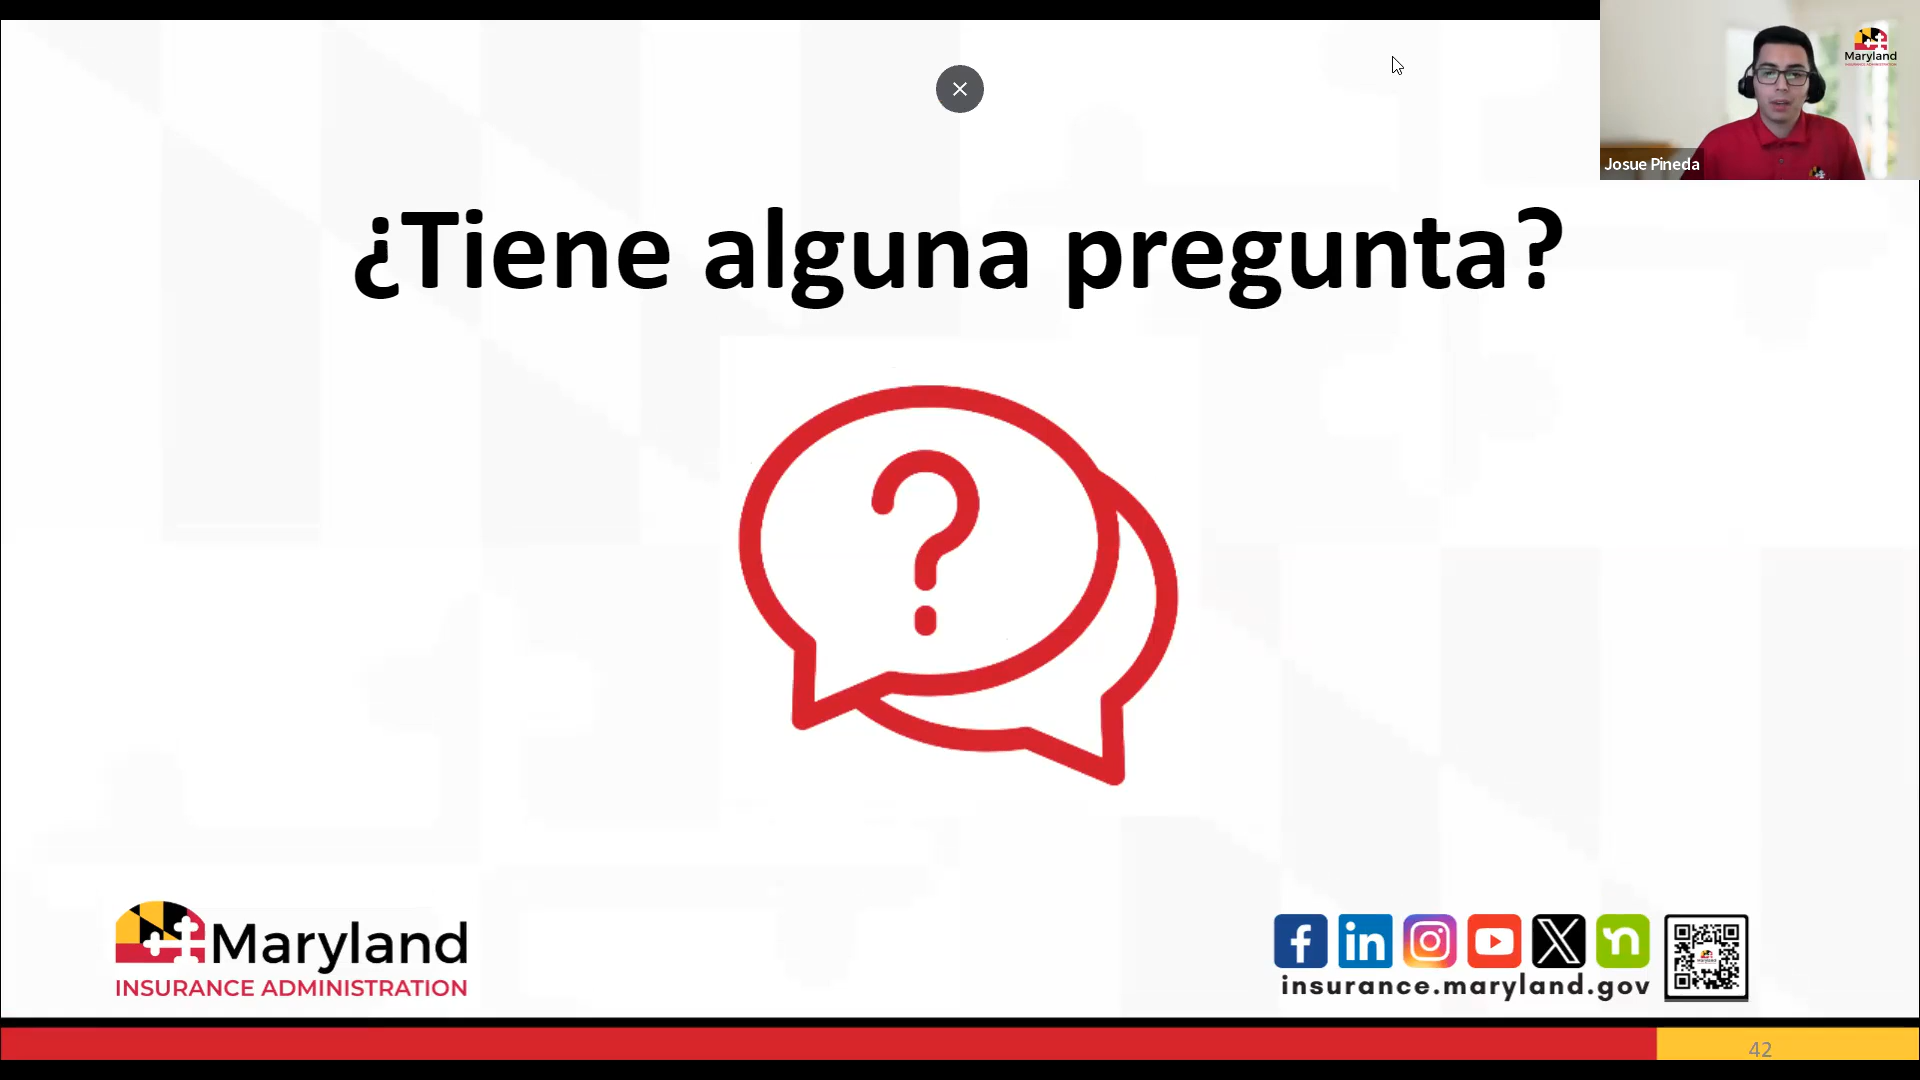 Maryland
Josue Pineda
¿Tiene alguna pregunta?
Maryland
INSURANCE ADMINISTRATION
insurance.maryland.gov
42